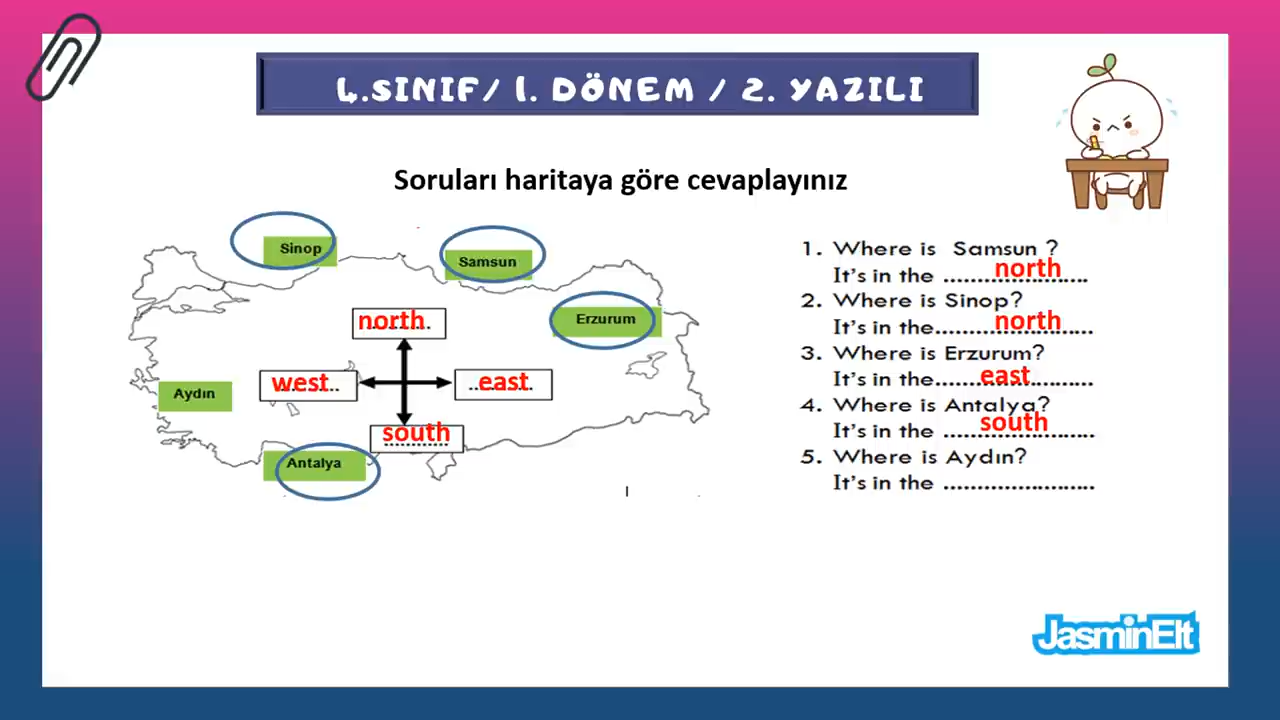 4.SINIF/ 1. DÖNEM / 2. YAZILI
Soruları haritaya göre cevaplayınız
Sinop
Samsun
Erzurum
north
west
east
Aydın
south
Antalya
1. Where is Samsun ?
It's in the north
2. Where is Sinop?
It's in the north
3. Where is Erzurum?
It's in the east
4. Where is Antalya?
It's in the south
5. Where is Aydın?
It's in the ........................
JasminElt